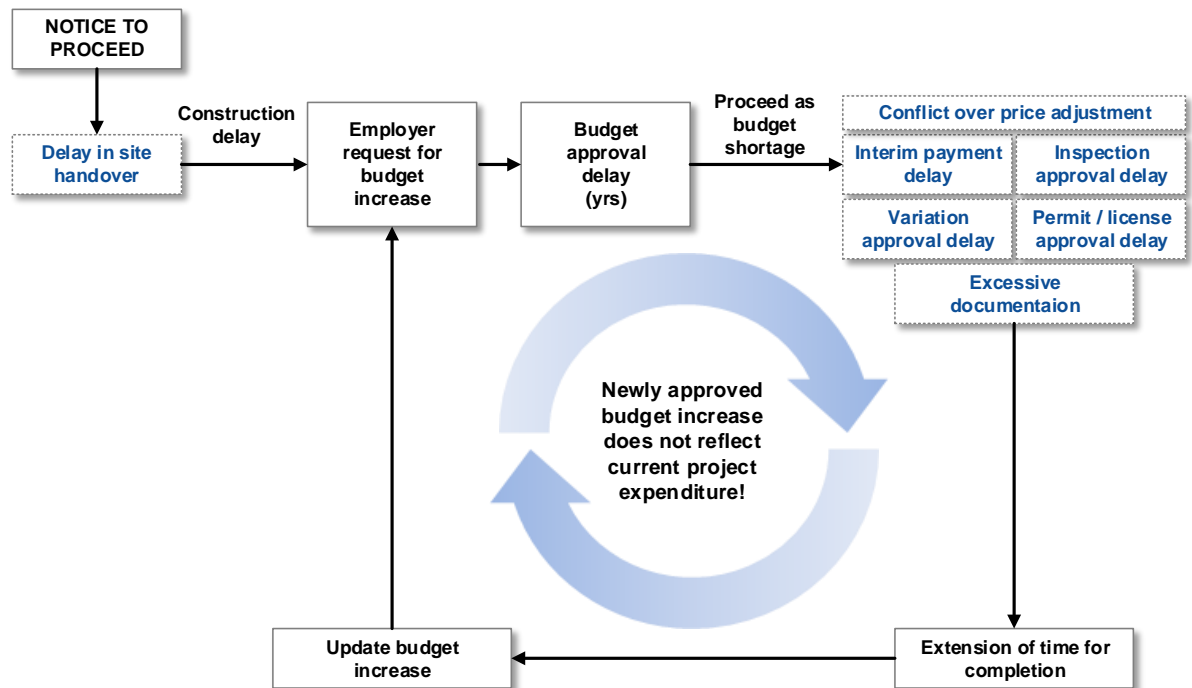 NOTICE TO
PROCEED
Construction
delay
Delay in site
handover
Employer
request for
budget
increase
Budget
approval
delay
(yrs)
Proceed as
budget
shortage
Conflict over price adjustment
Interim payment
delay
Inspection
approval delay
Variation
approval delay
Permit / license
approval delay
Excessive
documentaion
Newly approved
budget increase
does not reflect
current project
expenditure!
Update budget
increase
Extension of time for
completion